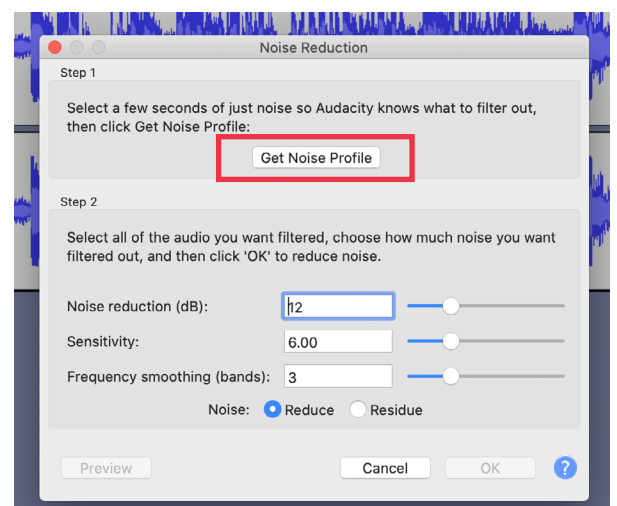 Noise Reduction
Step 1
Select a few seconds of just noise so Audacity knows what to filter out,
then click Get Noise Profile:
Get Noise Profile
Step 2
Select all of the audio you want filtered, choose how much noise you want
filtered out, and then click 'OK' to reduce noise.
Noise reduction (dB): 12
Sensitivity: 6.00
Frequency smoothing (bands): 3
Noise: Reduce Residue
Preview Cancel OK ?